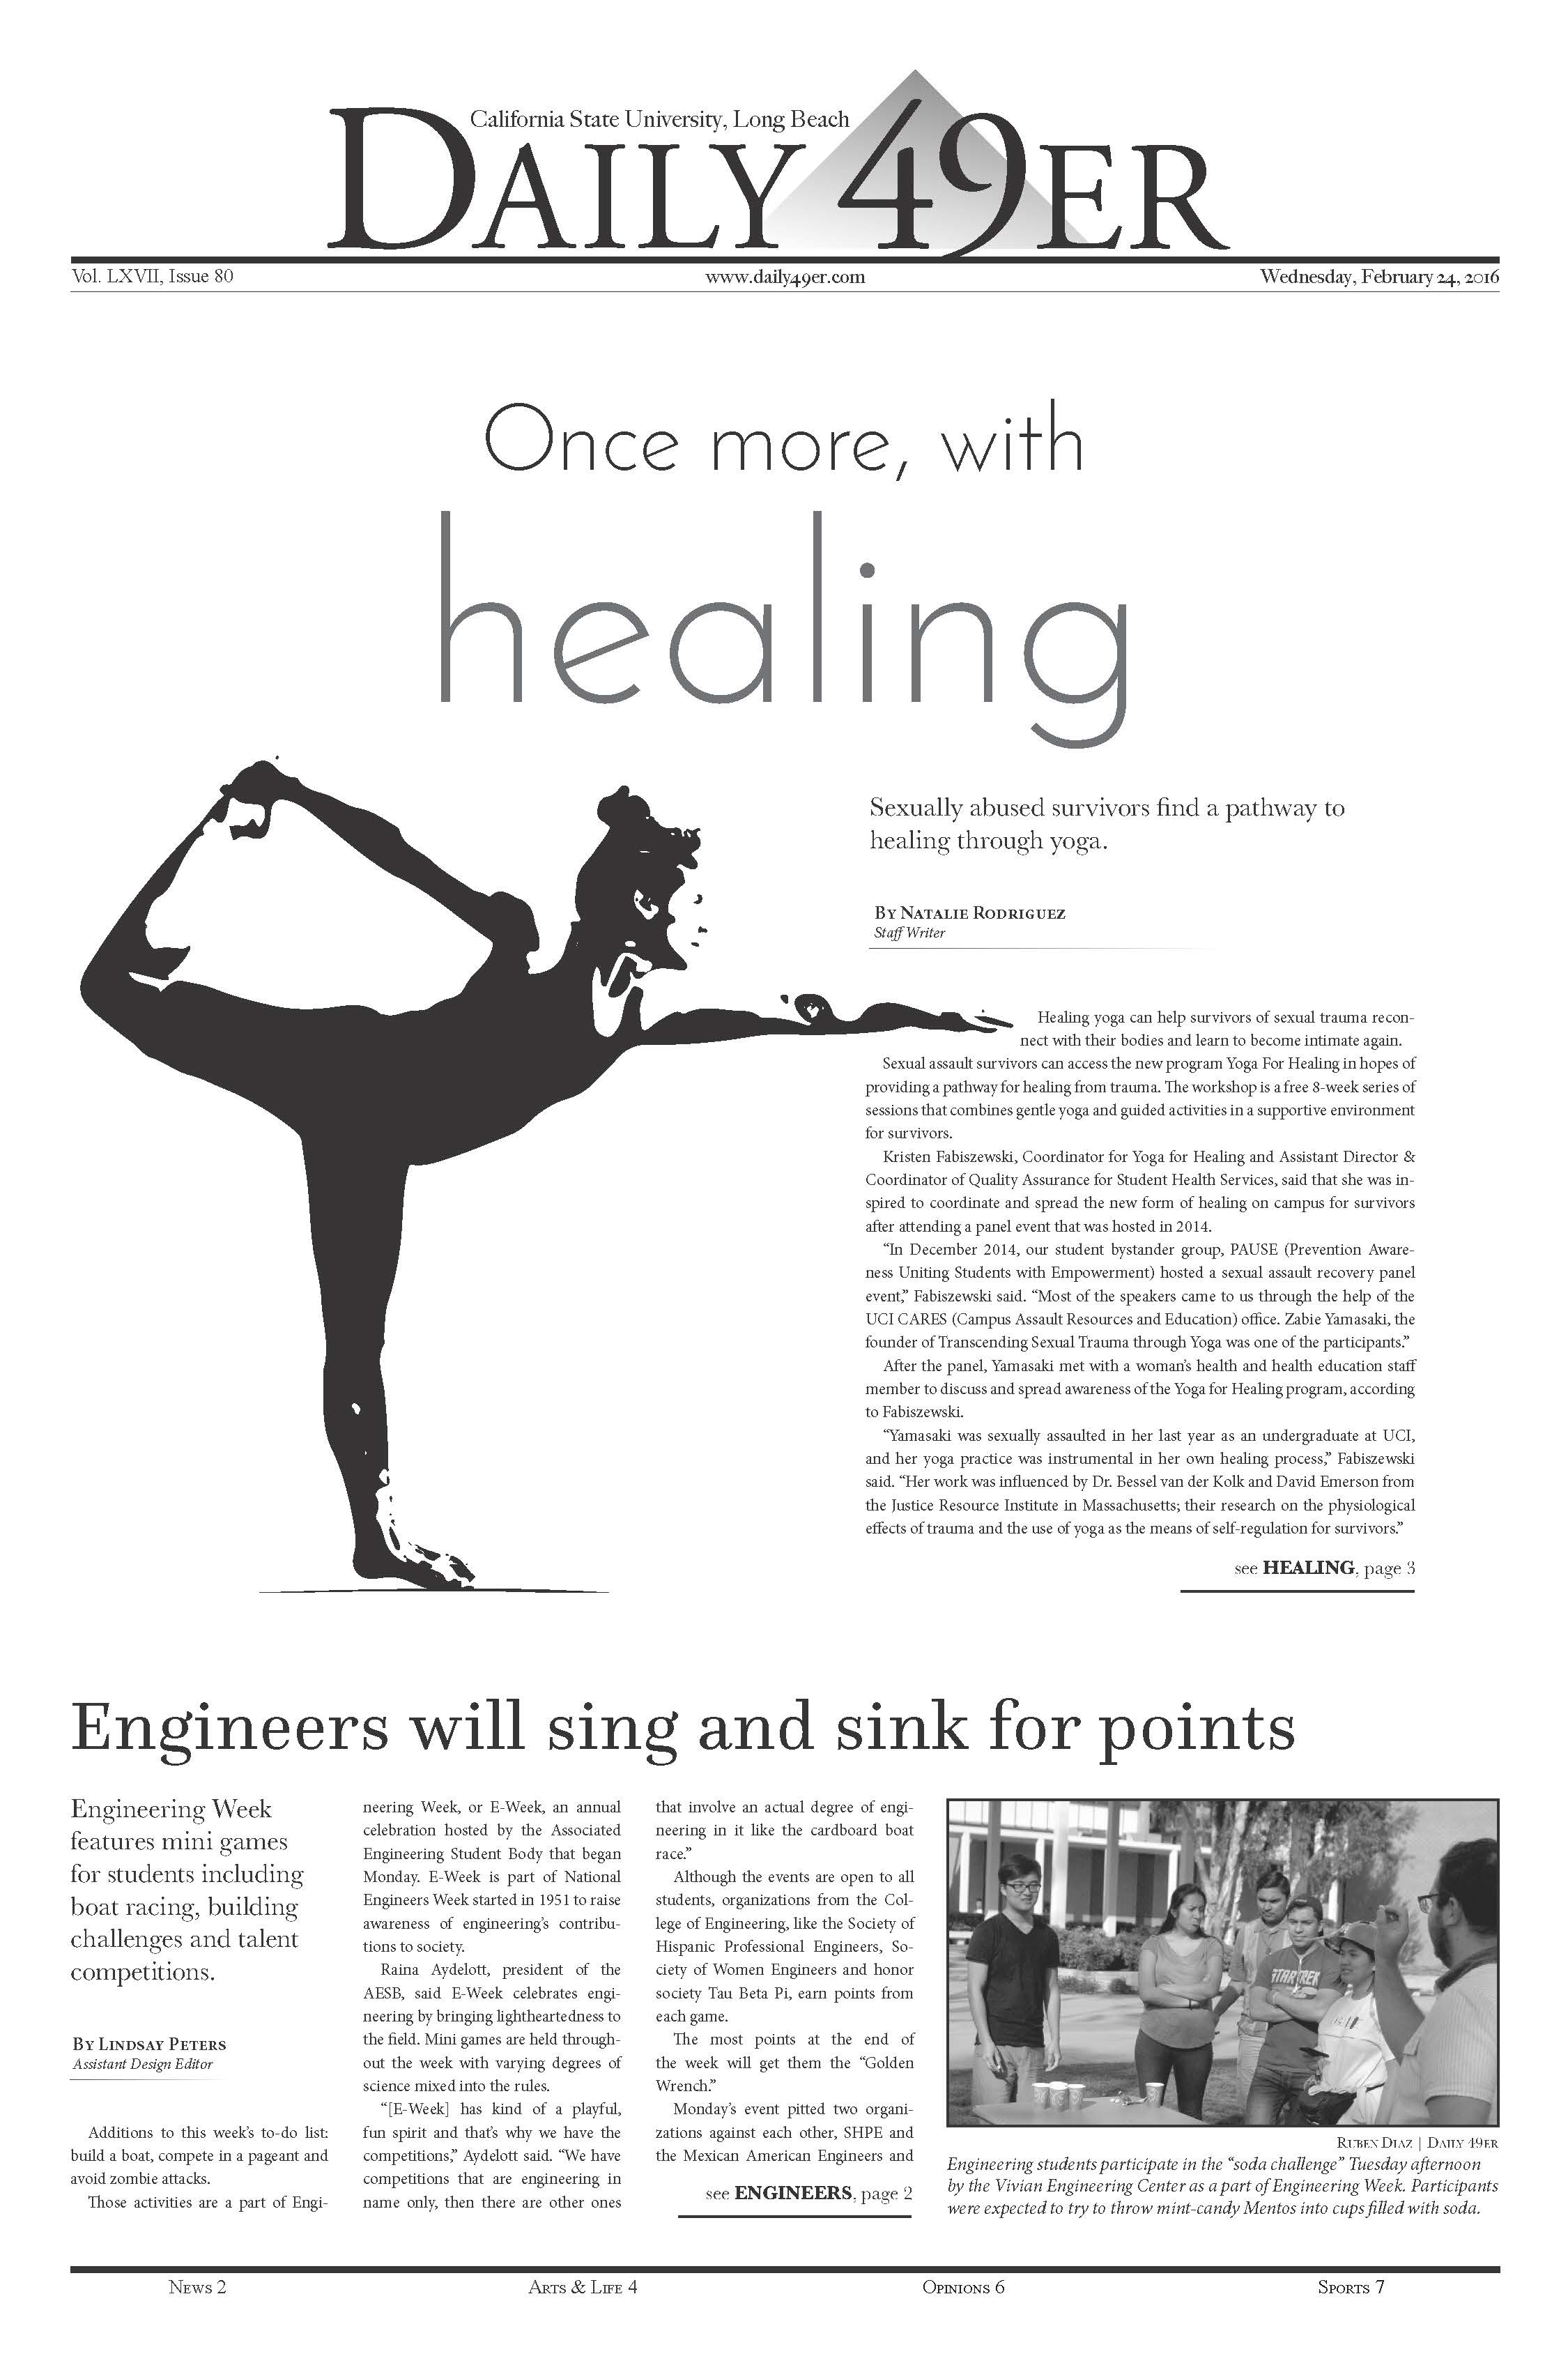 California State University, Long Beach
DAILY 49ER
Vol. LXVII, Issue 80
www.daily49er.com
Wednesday, February 24, 2016
Once more, with
healing
Sexually abused survivors find a pathway to
healing through yoga.
By Natalie Rodriguez
Staff Writer
Healing yoga can help survivors of sexual trauma recon-
nect with their bodies and learn to become intimate again.
Sexual assault survivors can access the new program Yoga For Healing in hopes of
providing a pathway for healing from trauma. The workshop is a free 8-week series of
sessions that combines gentle yoga and guided activities in a supportive environment
for survivors.
Kristen Fabiszewski, Coordinator for Yoga for Healing and Assistant Director &
Coordinator of Quality Assurance for Student Health Services, said that she was in-
spired to coordinate and spread the new form of healing on campus for survivors
after attending a panel event that was hosted in 2014.
“In December 2014, our student bystander group, PAUSE (Prevention Aware-
ness Uniting Students with Empowerment) hosted a sexual assault recovery panel
event,” Fabiszewski said. “Most of the speakers came to us through the help of the
UCI CARES (Campus Assault Resources and Education) office. Zabie Yamasaki, the
founder of Transcending Sexual Trauma through Yoga was one of the participants.”
After the panel, Yamasaki met with a woman’s health and health education staff
member to discuss and spread awareness of the Yoga for Healing program, according
to Fabiszewski.
“Yamasaki was sexually assaulted in her last year as an undergraduate at UCI,
and her yoga practice was instrumental in her own healing process,” Fabiszewski
said. “Her work was influenced by Dr. Bessel van der Kolk and David Emerson from
the Justice Resource Institute in Massachusetts; their research on the physiological
effects of trauma and the use of yoga as the means of self-regulation for survivors.”
see HEALING, page 3
Engineers will sing and sink for points
Engineering Week
features mini games
for students including
boat racing, building
challenges and talent
competitions.
By Lindsay Peters
Assistant Design Editor
Additions to this week’s to-do list:
build a boat, compete in a pageant and
avoid zombie attacks.
Those activities are a part of Engi-
neering Week, or E-Week, an annual
celebration hosted by the Associated
Engineering Student Body that began
Monday. E-Week is part of National
Engineers Week started in 1951 to raise
awareness of engineering’s contribu-
tions to society.
Raina Aydelott, president of the
AESB, said E-Week celebrates engi-
neering by bringing lightheartedness to
the field. Mini games are held through-
out the week with varying degrees of
science mixed into the rules.
“[E-Week] has kind of a playful,
fun spirit and that’s why we have the
competitions,” Aydelott said. “We have
competitions that are engineering in
name only, then there are other ones
that involve an actual degree of engi-
neering in it like the cardboard boat
race.”
Although the events are open to all
students, organizations from the Col-
lege of Engineering, like the Society of
Hispanic Professional Engineers, So-
ciety of Women Engineers and honor
society Tau Beta Pi, earn points from
each game.
The most points at the end of
the week will get them the “Golden
Wrench.”
Monday’s event pitted two organi-
zations against each other, SHPE and
the Mexican American Engineers and
see ENGINEERS, page 2
STAR TREK
Ruben Diaz | Daily 49er
Engineering students participate in the “soda challenge” Tuesday afternoon
by the Vivian Engineering Center as a part of Engineering Week. Participants
were expected to try to throw mint-candy Mentos into cups filled with soda.
News 2
Arts & Life 4
Opinions 6
Sports 7